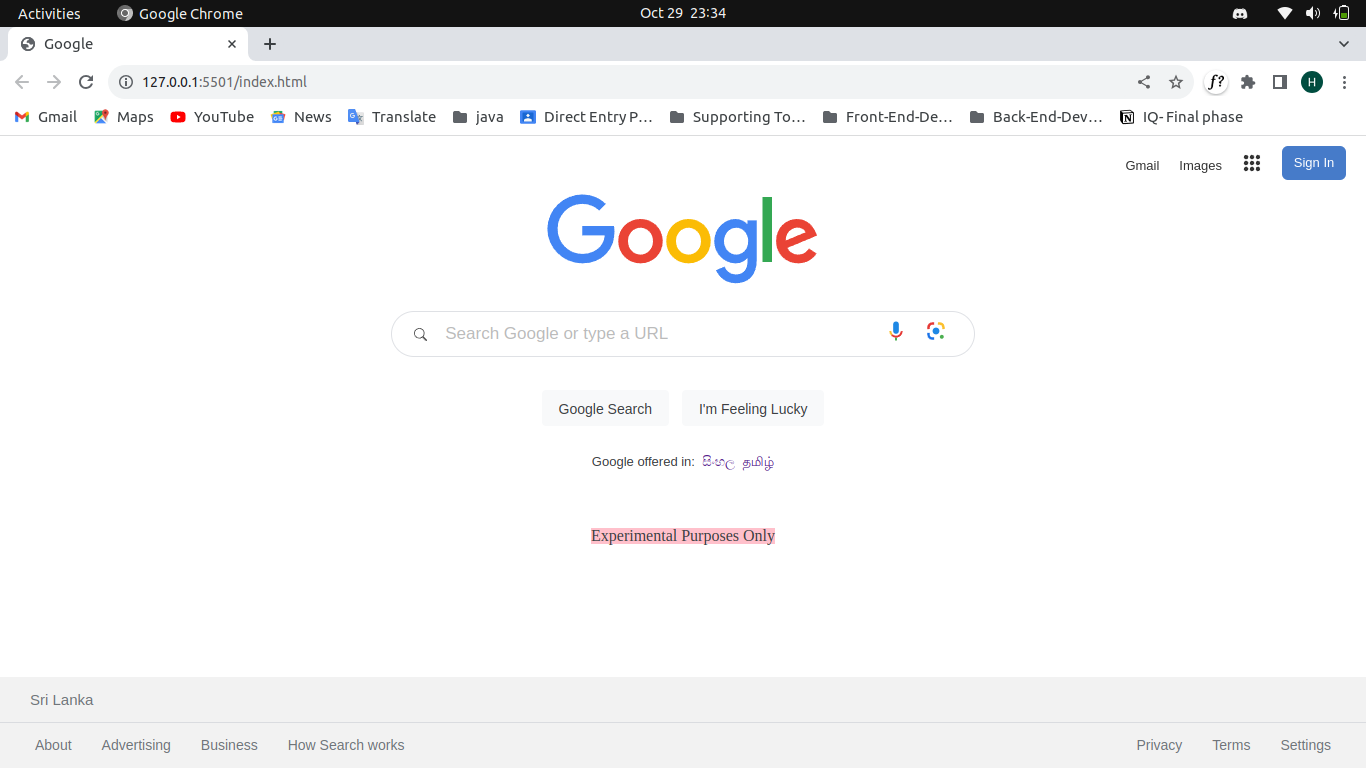 Activities Google Chrome Oct 29 23:34
Google
127.0.0.1:5501/index.html f? H
Gmail Maps YouTube News Translate java Direct Entry P... Supporting To... Front-End-De... Back-End-Dev... IQ- Final phase
Gmail Images Sign In
Google
Search Google or type a URL
Google Search I'm Feeling Lucky
Google offered in: සිංහල தமிழ்
Experimental Purposes Only
Sri Lanka
About Advertising Business How Search works Privacy Terms Settings